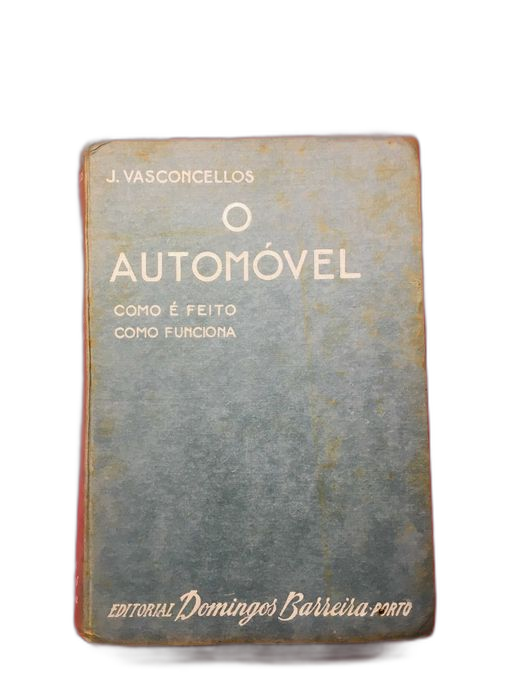 J. VASCONCELLOS
O
AUTOMÓVEL
COMO É FEITO
COMO FUNCIONA
EDITORIAL Domingos Barreira·PORTO